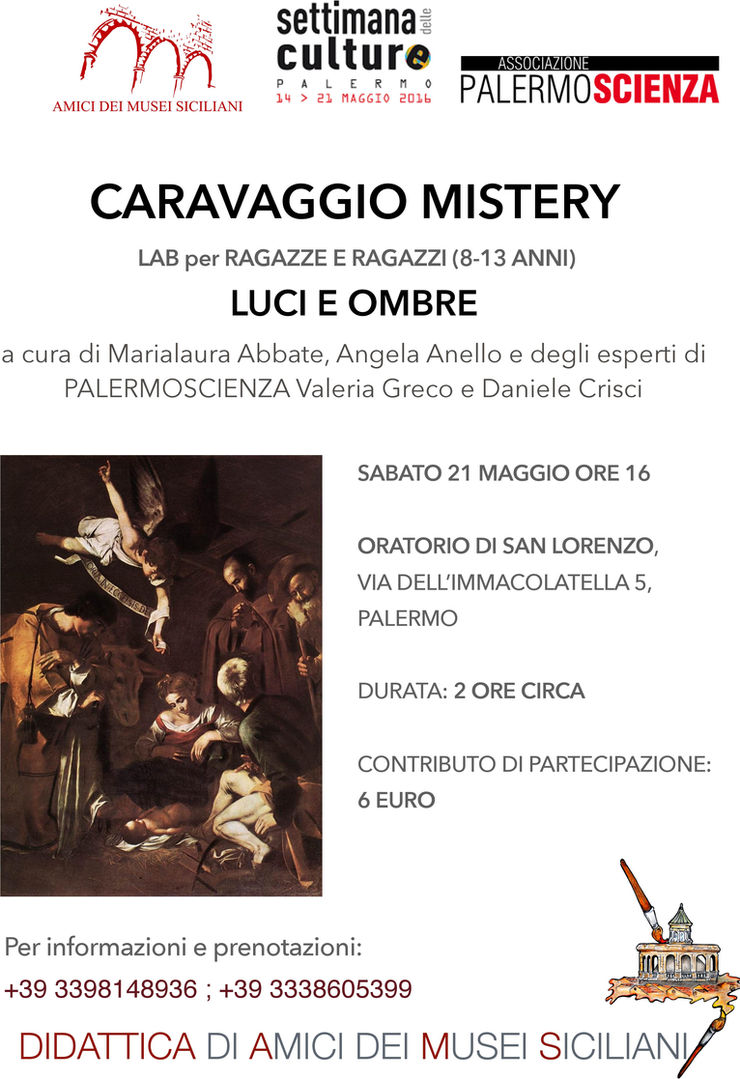 AMICI DEI MUSEI SICILIANI
settimana delle
culture
PALERMO
14 > 21 MAGGIO 2016
ASSOCIAZIONE
PALERMOSCIENZA
CARAVAGGIO MISTERY
LAB per RAGAZZE E RAGAZZI (8-13 ANNI)
LUCI E OMBRE
a cura di Marialaura Abbate, Angela Anello e degli esperti di
PALERMOSCIENZA Valeria Greco e Daniele Crisci
SABATO 21 MAGGIO ORE 16
ORATORIO DI SAN LORENZO,
VIA DELL’IMMACOLATELLA 5,
PALERMO
DURATA: 2 ORE CIRCA
CONTRIBUTO DI PARTECIPAZIONE:
6 EURO
Per informazioni e prenotazioni:
+39 3398148936 ; +39 3338605399
DIDATTICA DI AMICI DEI MUSEI SICILIANI